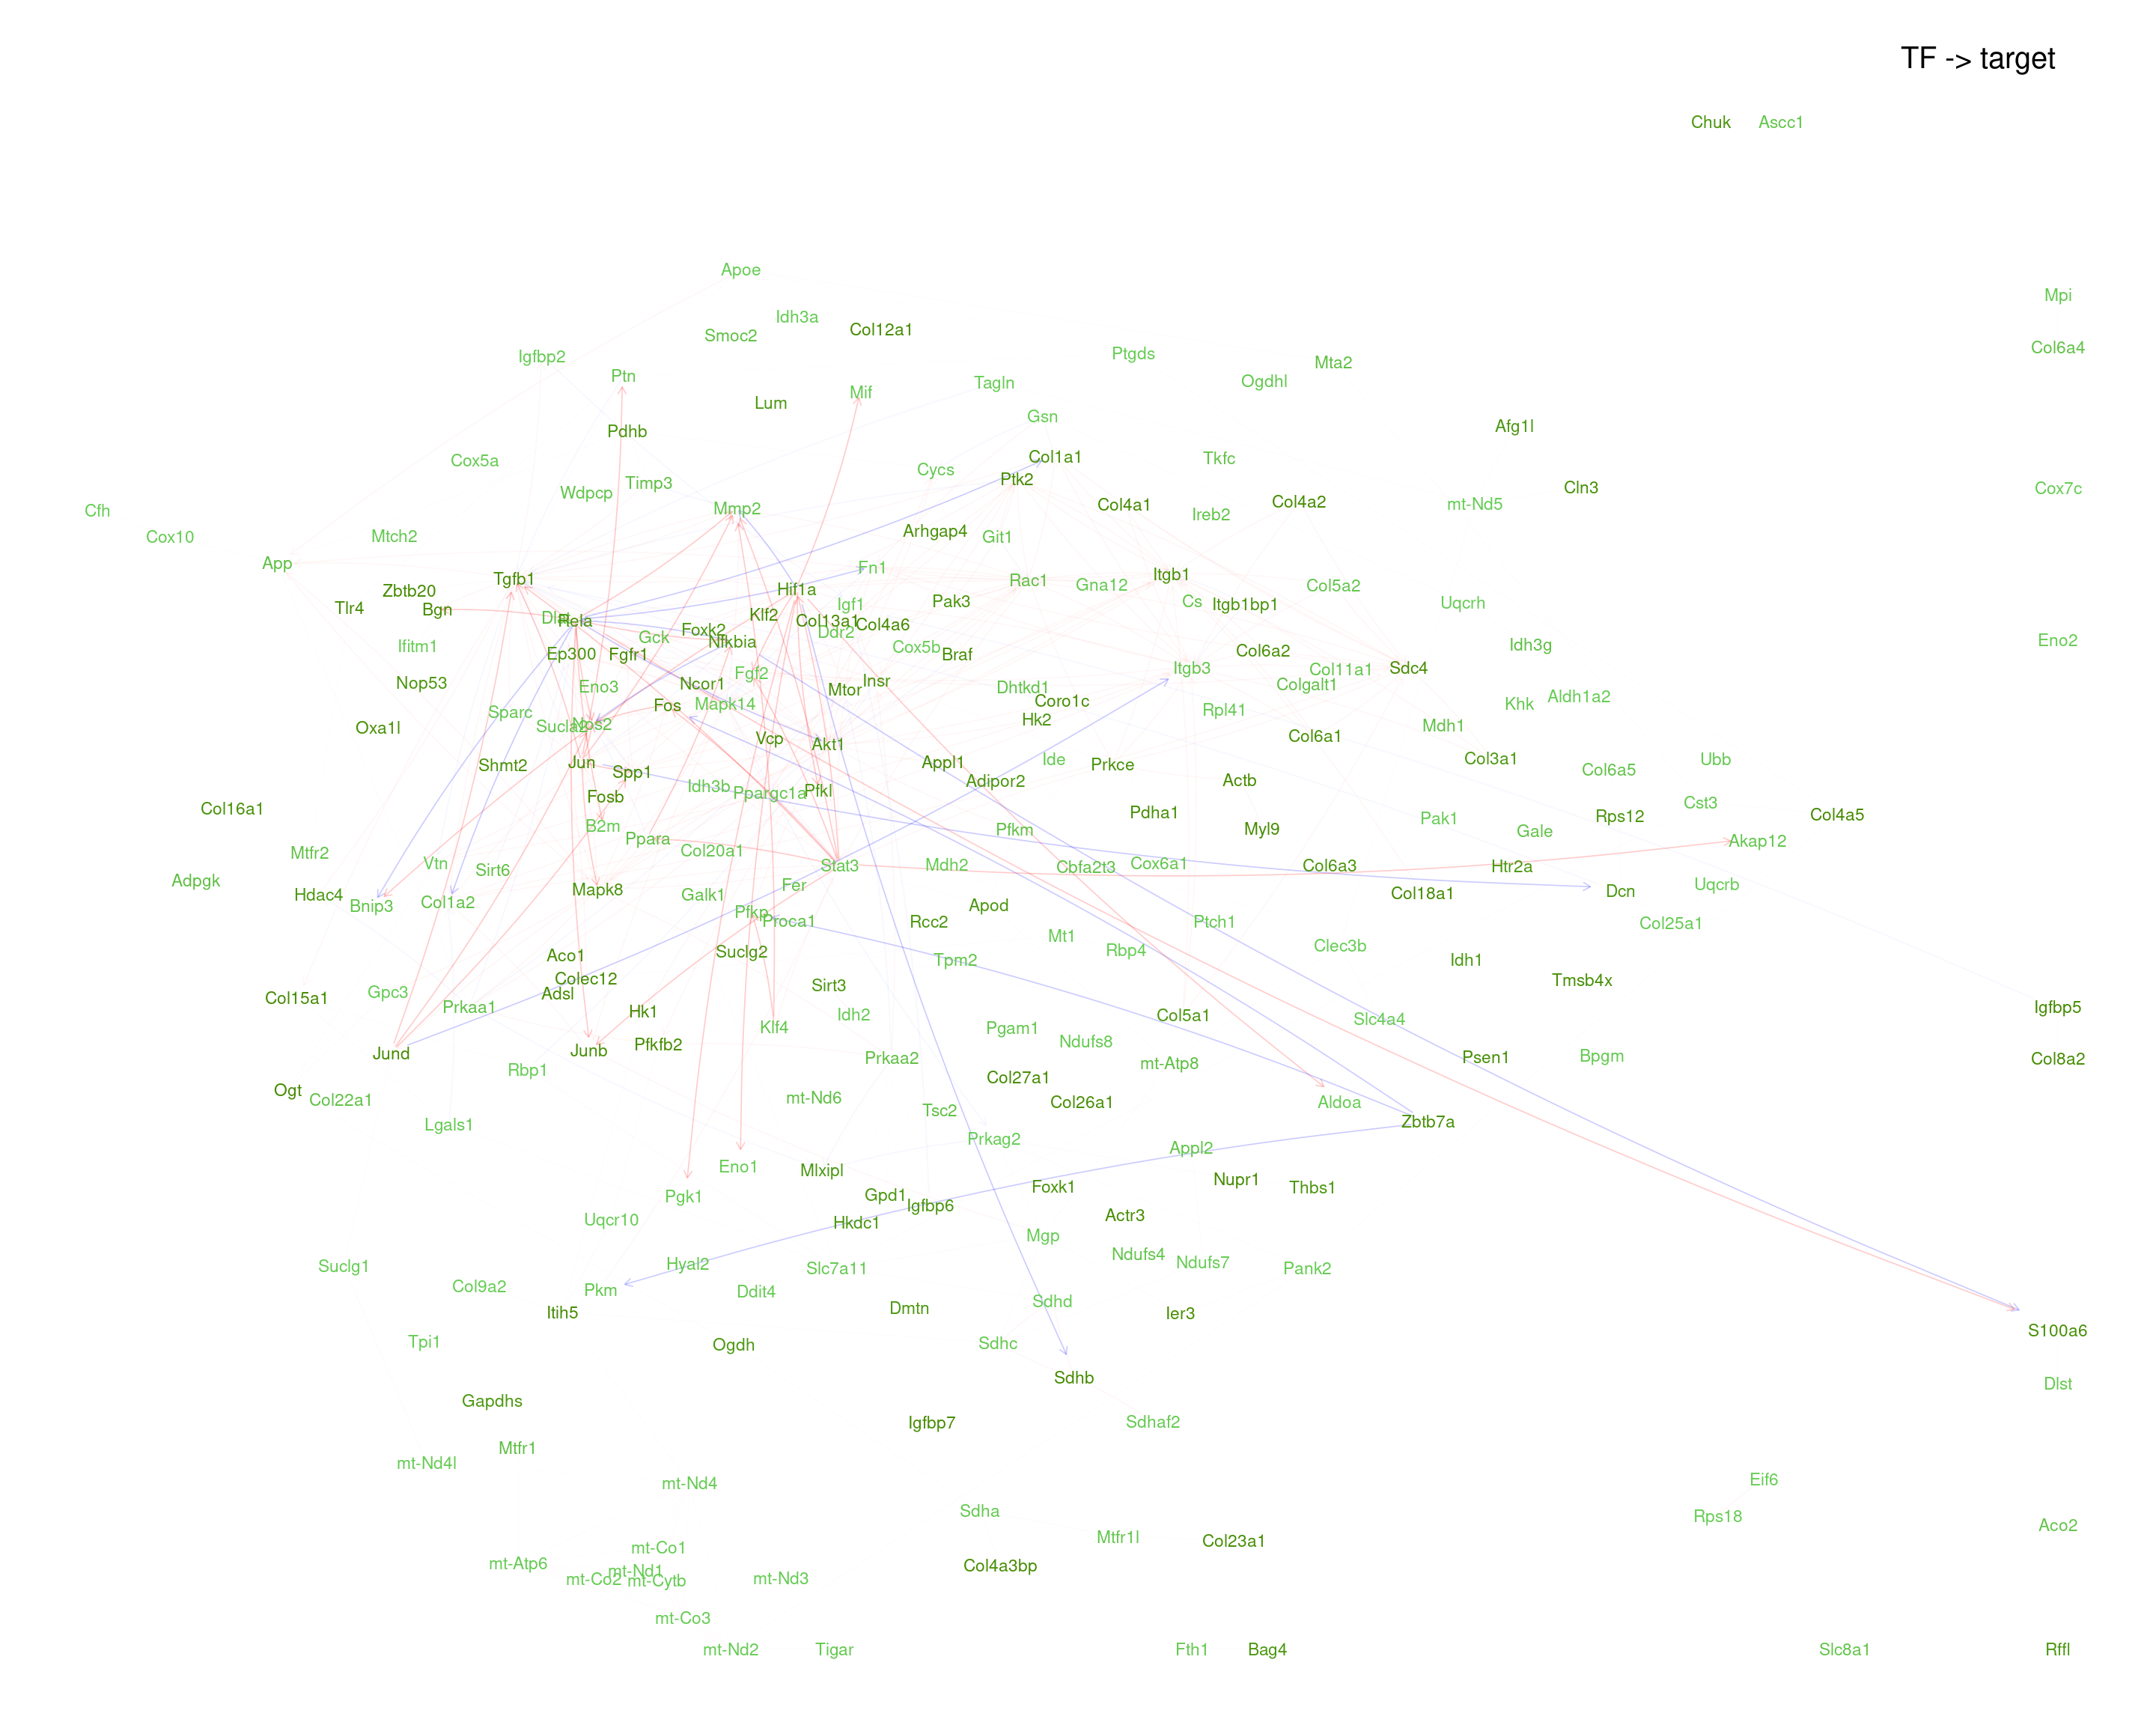 TF -> target
Chuk Ascc1
Apoe
Mpi
Idh3a
Smoc2 Col12a1
Col6a4
Igfbp2 Ptgds
Mta2
Ptn Tagln Ogdhl
Mif
Lum
Gsn
Pdhb Afg1l
Cox5a Col1a1 Tkfc
Cycs
Timp3 Ptk2 Cln3 Cox7c
Wdpcp
Cfh Mmp2 Col4a1 Col4a2 mt-Nd5
Ireb2
Cox10 Mtch2 Arhgap4 Git1
App Fn1
Tgfb1 Rac1 Gna12 Itgb1 Col5a2
Zbtb20 Hif1a
Tlr4 Bgn Igf1 Pak3 Cs Itgb1bp1 Uqcrh
Rela Klf2 Col13a1 Col4a6
Foxk2 Ddr2
Ifitm1 Gck Nfkbia Cox5b Idh3g Eno2
Ep300 Fgfr1 Braf Col6a2
Fgf2 Itgb3 Col11a1 Sdc4
Nop53 Eno3 Ncor1 Mtor Insr Dhtkd1 Colgalt1
Fos Mapk14 Coro1c Khk Aldh1a2
Sparc Hk2 Rpl41
Oxa1l Sucla2 Nos2 Mdh1
Vcp Akt1 Col6a1
Shmt2 Jun Spp1 Appl1 Ide Prkce Col3a1 Ubb
Adipor2 Actb Col6a5
Fosb Idh3b Ppargc1a Pfkl
Col16a1 Pdha1 Cst3
B2m Pfkm Myl9 Pak1 Rps12 Col4a5
Ppara Gale Akap12
Mtfr2 Vtn Col20a1
Sirt6 Stat3 Mdh2 Cbfa2t3 Cox6a1 Col6a3 Htr2a
Adpgk Mapk8 Fer Uqcrb
Hdac4 Bnip3 Col1a2 Galk1 Col18a1 Dcn
Pfkp Proca1 Apod
Rcc2 Ptch1 Col25a1
Mt1
Aco1 Suclg2 Tpm2 Rbp4 Clec3b Idh1
Colec12 Tmsb4x
Col15a1 Gpc3 Adsl Sirt3
Prkaa1 Hk1 Idh2 Col5a1 Slc4a4 Igfbp5
Klf4 Pgam1
Jund Junb Pfkfb2 Ndufs8
Prkaa2 mt-Atp8 Psen1 Bpgm Col8a2
Rbp1 Col27a1
Ogt Col22a1 mt-Nd6 Col26a1 Aldoa
Lgals1 Tsc2 Zbtb7a
Prkag2 Appl2
Eno1 Mlxipl
Pgk1 Gpd1 Igfbp6 Foxk1 Nupr1 Thbs1
Uqcr10 Hkdc1 Actr3
Mgp
Suclg1 Hyal2 Slc7a11 Ndufs4 Ndufs7 Pank2
Col9a2 Pkm Ddit4
Itih5 Dmtn Sdhd Ier3
Tpi1 Ogdh Sdhc S100a6
Sdhb Dlst
Gapdhs
Igfbp7 Sdhaf2
Mtfr1
mt-Nd4l
mt-Nd4 Eif6
Sdha Rps18 Aco2
mt-Co1 Mtfr1l Col23a1
mt-Atp6 mt-Nd1 Col4a3bp
mt-Co2 mt-Cytb mt-Nd3
mt-Co3
mt-Nd2 Tigar Fth1 Bag4 Slc8a1 Rffl